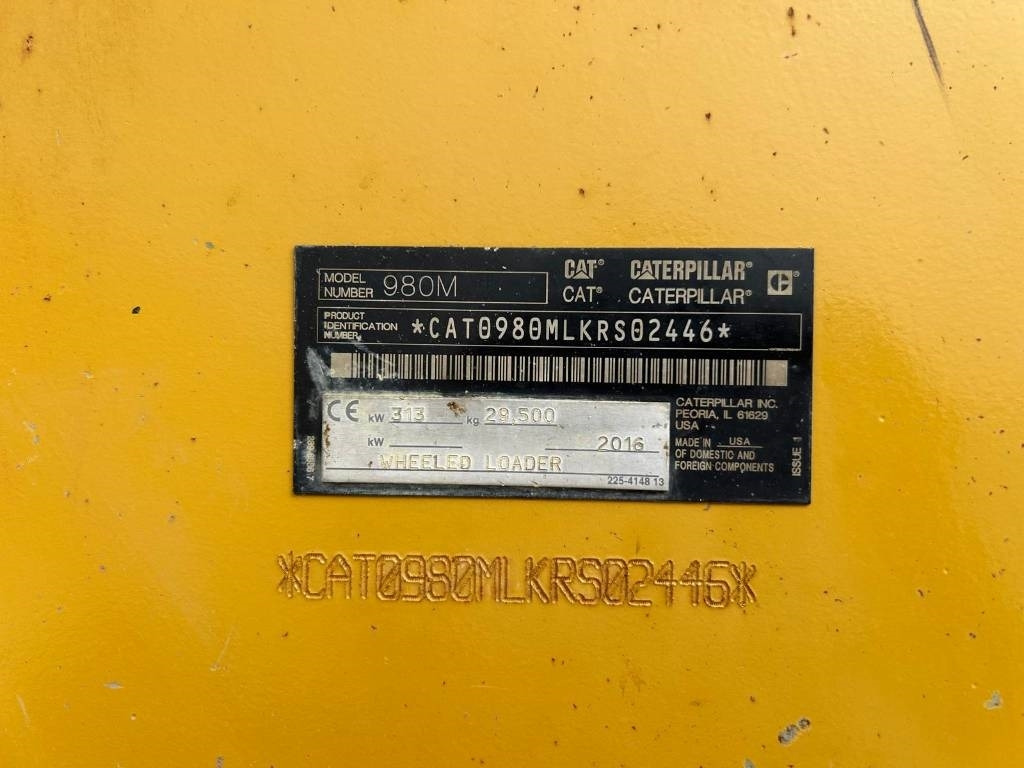 MODEL NUMBER 980M
CAT® CATERPILLAR®
CAT® CATERPILLAR®
PRODUCT IDENTIFICATION NUMBER *CAT0980MLKRS02446*
CE kW 313 kg 29,500
kW 2016
WHEELED LOADER
225-4148 13
CATERPILLAR INC.
PEORIA, IL 61629
USA
MADE IN USA
OF DOMESTIC AND
FOREIGN COMPONENTS
ISSUE 1
*CAT0980MLKRS02446*